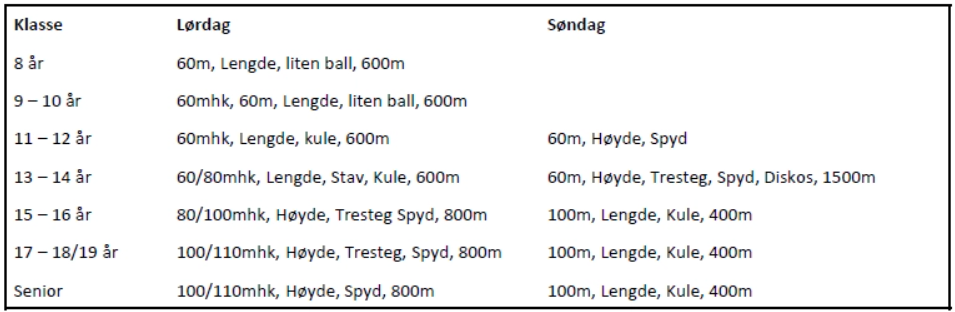 Klasse Lørdag Søndag
8 år 60m, Lengde, liten ball, 600m
9 – 10 år 60mhk, 60m, Lengde, liten ball, 600m
11 – 12 år 60mhk, Lengde, kule, 600m 60m, Høyde, Spyd
13 – 14 år 60/80mhk, Lengde, Stav, Kule, 600m 60m, Høyde, Tresteg, Spyd, Diskos, 1500m
15 – 16 år 80/100mhk, Høyde, Tresteg Spyd, 800m 100m, Lengde, Kule, 400m
17 – 18/19 år 100/110mhk, Høyde, Tresteg, Spyd, 800m 100m, Lengde, Kule, 400m
Senior 100/110mhk, Høyde, Spyd, 800m 100m, Lengde, Kule, 400m